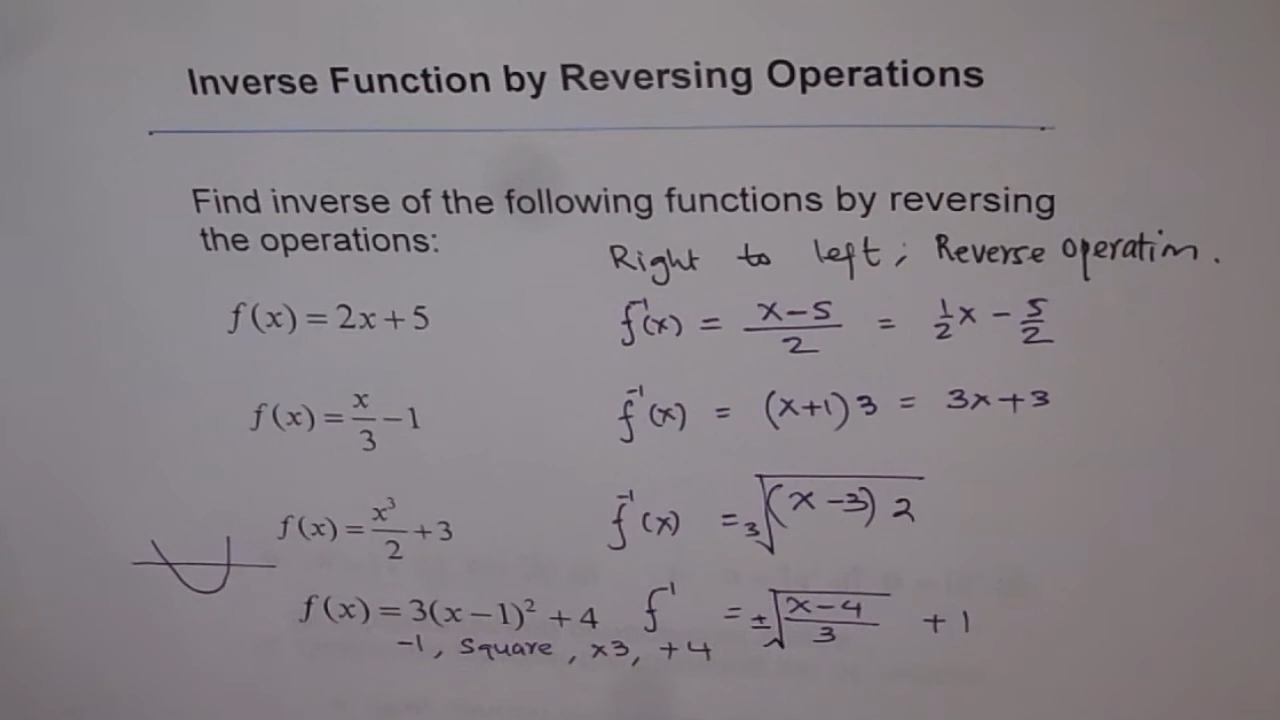 Inverse Function by Reversing Operations
Find inverse of the following functions by reversing
the operations:
Right to left; Reverse operation.
f(x) = 2x + 5    f⁻¹(x) = (x-5)/2 = ½x - 5/2
f(x) = x/3 - 1    f⁻¹(x) = (x+1)3 = 3x+3
f(x) = x³/2 + 3    f⁻¹(x) = ³√((x-3)2)
f(x) = 3(x-1)² + 4    f⁻¹ = ±√((x-4)/3) + 1
-1, square, x3, +4